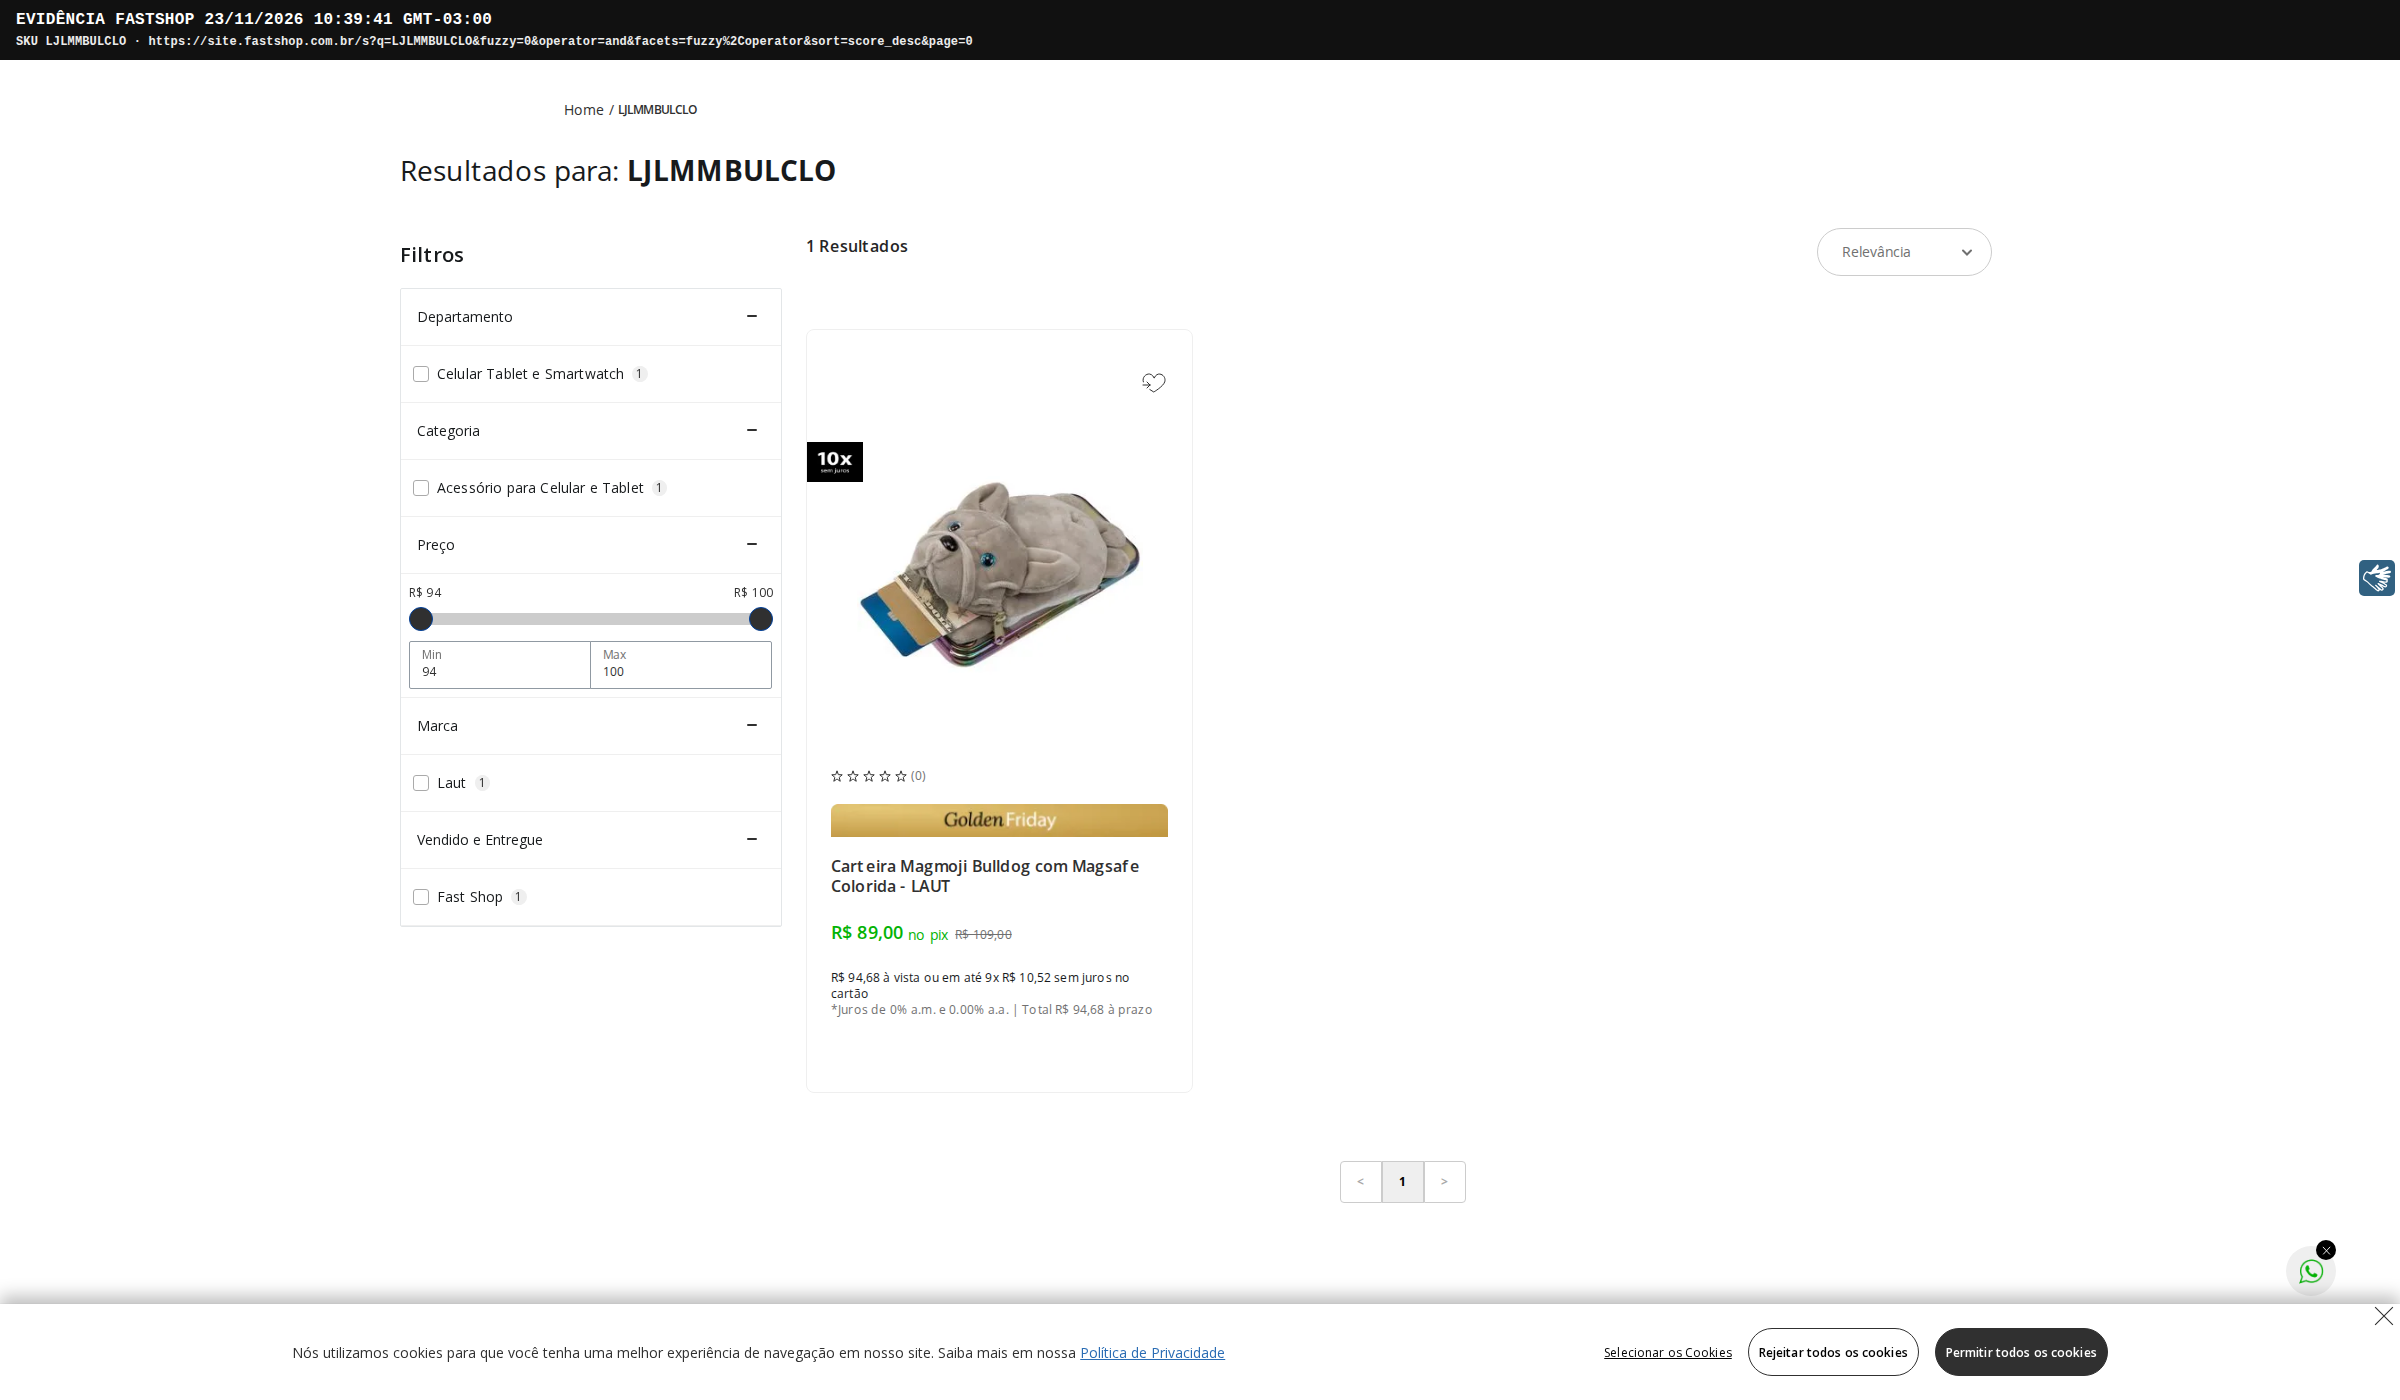 EVIDÊNCIA FASTSHOP 23/11/2026 10:39:41 GMT-03:00
SKU LJLMMBULCLO · https://site.fastshop.com.br/s?q=LJLMMBULCLO&fuzzy=0&operator=and&facets=fuzzy%2Coperator&sort=score_desc&page=0
Home / LJLMMBULCLO
Resultados para: LJLMMBULCLO
Filtros
1 Resultados
Relevância
Departamento
Celular Tablet e Smartwatch 1
Categoria
Acessório para Celular e Tablet 1
Preço
R$ 94
R$ 100
Min
94
Max
100
Marca
Laut 1
Vendido e Entregue
Fast Shop 1
10x
sem juros
(0)
Golden Friday
Carteira Magmoji Bulldog com Magsafe
Colorida - LAUT
R$ 89,00 no pix R$ 109,00
R$ 94,68 à vista ou em até 9x R$ 10,52 sem juros no
cartão
*Juros de 0% a.m. e 0.00% a.a. | Total R$ 94,68 à prazo
< 1 >
Nós utilizamos cookies para que você tenha uma melhor experiência de navegação em nosso site. Saiba mais em nossa Política de Privacidade
Selecionar os Cookies
Rejeitar todos os cookies
Permitir todos os cookies